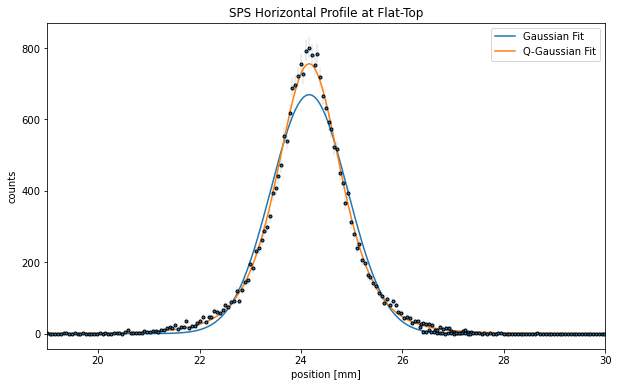 SPS Horizontal Profile at Flat-Top
Gaussian Fit
Q-Gaussian Fit
counts
800
600
400
200
0
20
22
24
26
28
30
position [mm]